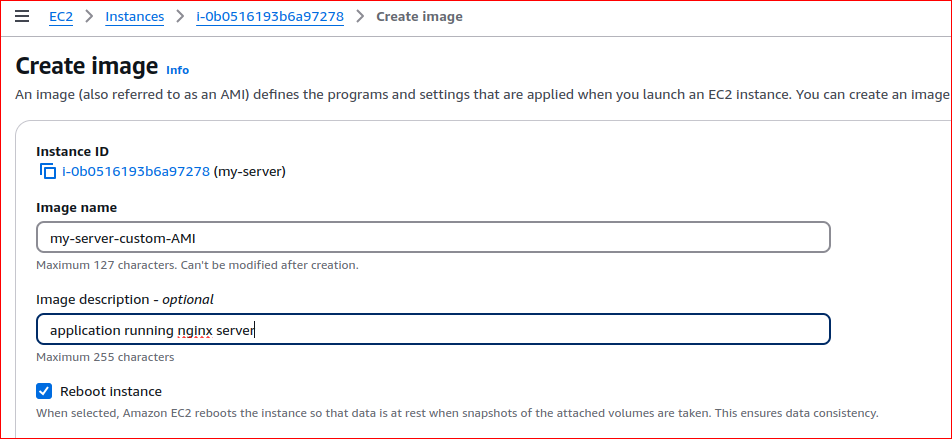 EC2 > Instances > i-0b0516193b6a97278 > Create image
Create image Info
An image (also referred to as an AMI) defines the programs and settings that are applied when you launch an EC2 instance. You can create an image
Instance ID
i-0b0516193b6a97278 (my-server)
Image name
my-server-custom-AMI
Maximum 127 characters. Can't be modified after creation.
Image description - optional
application running nginx server
Maximum 255 characters
Reboot instance
When selected, Amazon EC2 reboots the instance so that data is at rest when snapshots of the attached volumes are taken. This ensures data consistency.